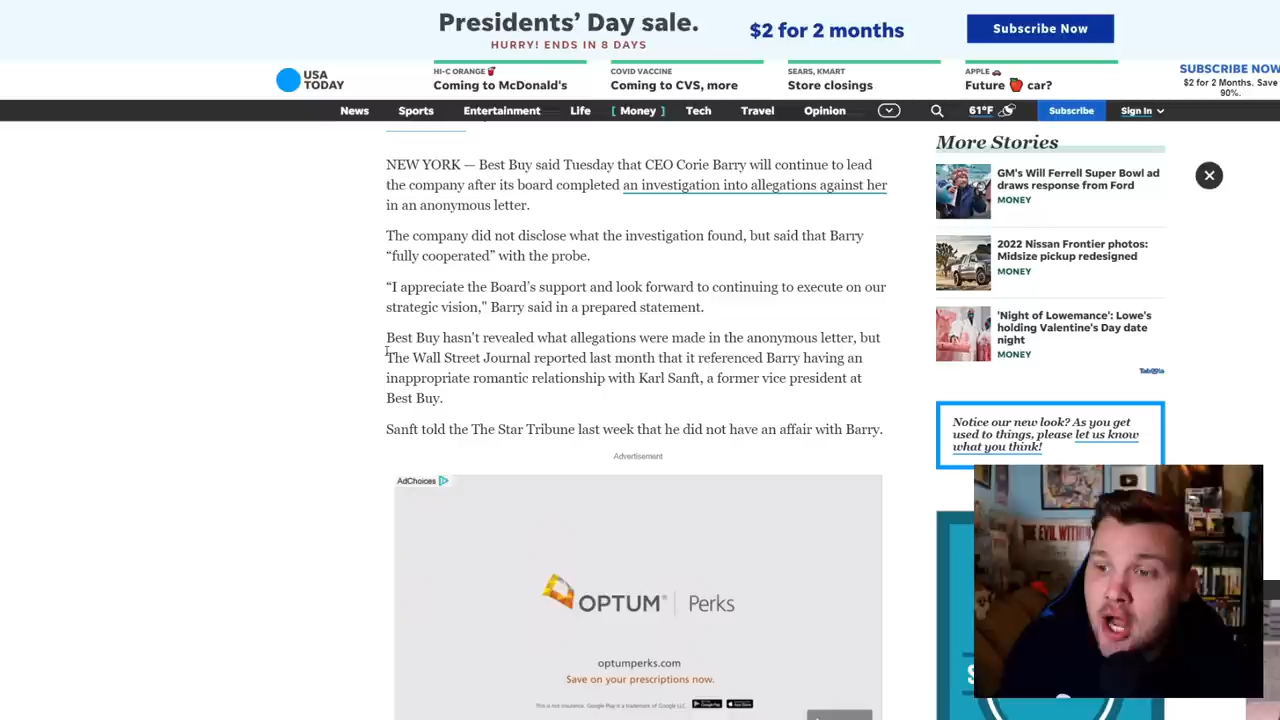 Presidents' Day sale.
HURRY! ENDS IN 8 DAYS
$2 for 2 months
Subscribe Now
USA
TODAY
HI-C ORANGE
Coming to McDonald's
COVID VACCINE
Coming to CVS, more
SEARS, KMART
Store closings
APPLE
Future car?
SUBSCRIBE NOW
$2 for 2 Months. Save
90%.
News
Sports
Entertainment
Life
[ Money ]
Tech
Travel
Opinion
61°F
Subscribe
Sign In
NEW YORK — Best Buy said Tuesday that CEO Corie Barry will continue to lead
the company after its board completed an investigation into allegations against her
in an anonymous letter.
The company did not disclose what the investigation found, but said that Barry
“fully cooperated” with the probe.
“I appreciate the Board’s support and look forward to continuing to execute on our
strategic vision," Barry said in a prepared statement.
Best Buy hasn't revealed what allegations were made in the anonymous letter, but
The Wall Street Journal reported last month that it referenced Barry having an
inappropriate romantic relationship with Karl Sanft, a former vice president at
Best Buy.
Sanft told the The Star Tribune last week that he did not have an affair with Barry.
Advertisement
AdChoices
OPTUM | Perks
optumperks.com
Save on your prescriptions now.
More Stories
GM's Will Ferrell Super Bowl ad
draws response from Ford
MONEY
2022 Nissan Frontier photos:
Midsize pickup redesigned
MONEY
'Night of Lowemance': Lowe's
holding Valentine's Day date
night
MONEY
Taboola
Notice our new look? As you get
used to things, please let us know
what you think!
THE EVIL WITHIN